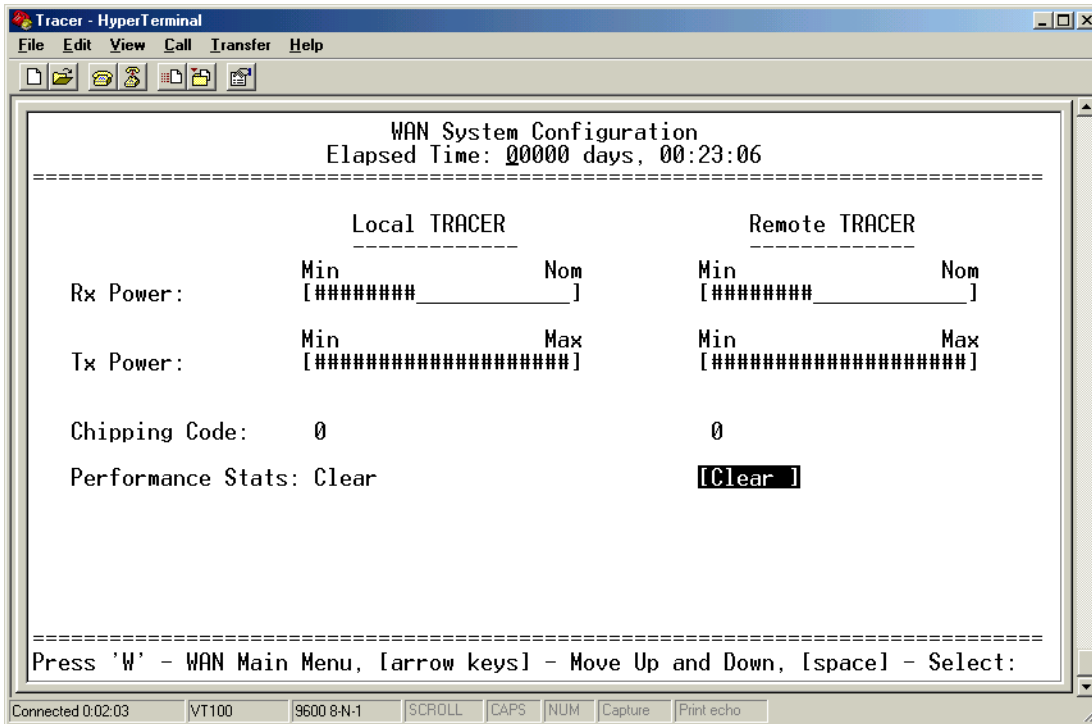 Tracer - HyperTerminal
File Edit View Call Transfer Help
WAN System Configuration
Elapsed Time: 00000 days, 00:23:06
================================================================================
Local TRACER Remote TRACER
------------- -------------
Min Nom Min Nom
Rx Power: [########____________] [########____________]
Min Max Min Max
Tx Power: [####################] [####################]
Chipping Code: 0 0
Performance Stats: Clear [Clear ]
================================================================================
Press 'W' - WAN Main Menu, [arrow keys] - Move Up and Down, [space] - Select:
Connected 0:02:03 VT100 9600 8-N-1 SCROLL CAPS NUM Capture Print echo